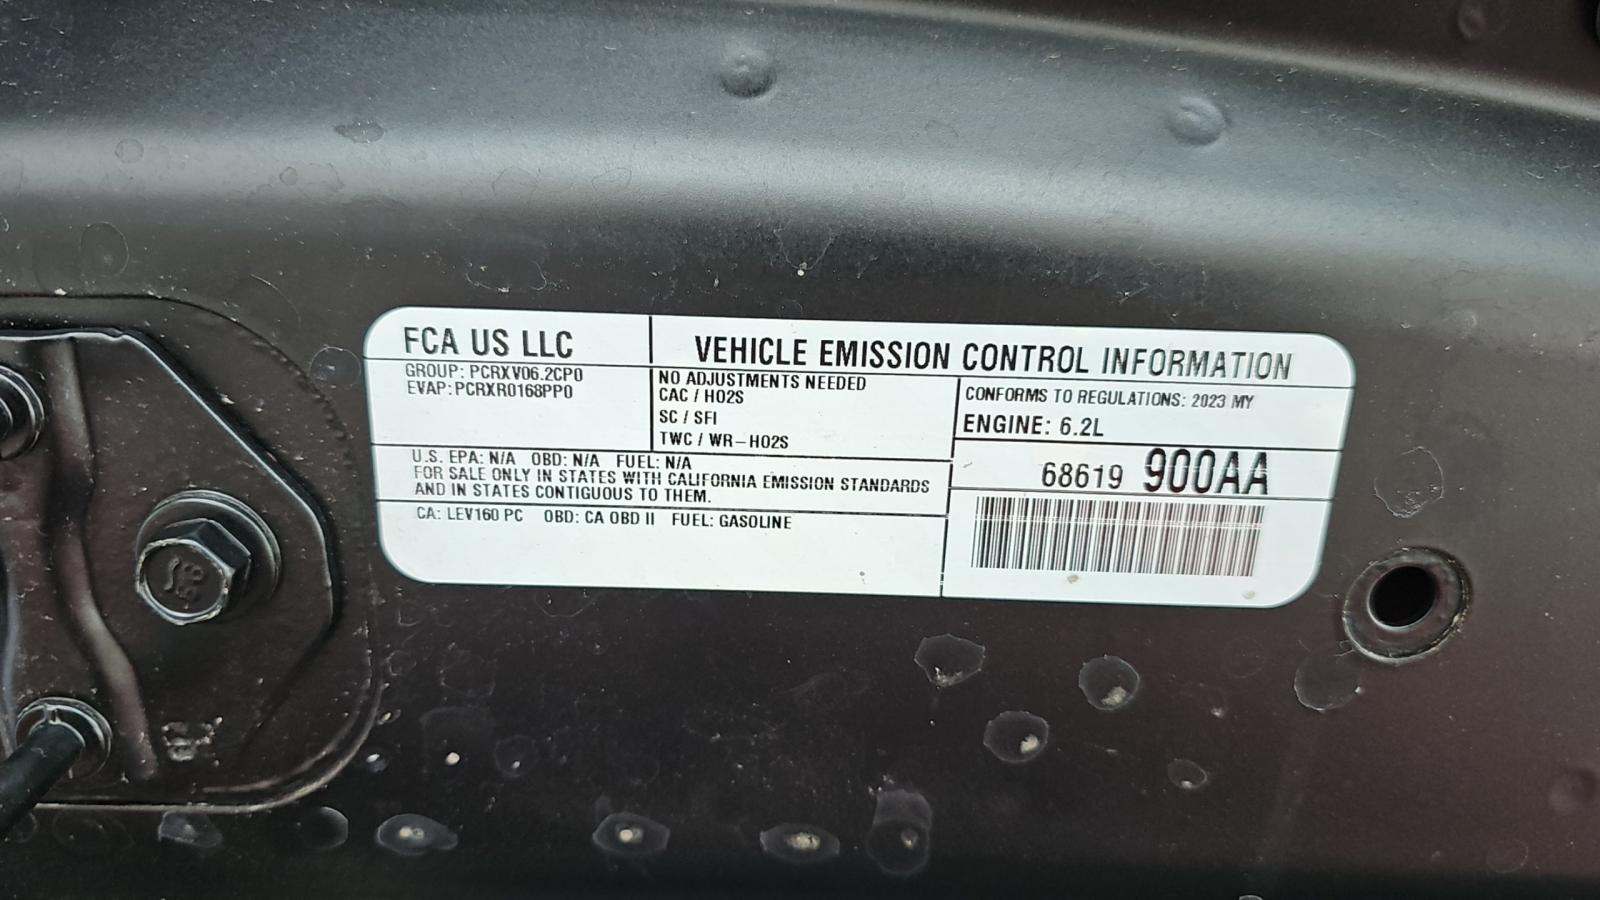 FCA US LLC
VEHICLE EMISSION CONTROL INFORMATION
GROUP: PCRXV06.2CP0
EVAP: PCRXR0168PP0
NO ADJUSTMENTS NEEDED
CAC / HO2S
SC / SFI
TWC / WR-HO2S
CONFORMS TO REGULATIONS: 2023 MY
ENGINE: 6.2L
68619 900AA
U.S. EPA: N/A OBD: N/A FUEL: N/A
FOR SALE ONLY IN STATES WITH CALIFORNIA EMISSION STANDARDS
AND IN STATES CONTIGUOUS TO THEM.
CA: LEV160 PC OBD: CA OBD II FUEL: GASOLINE